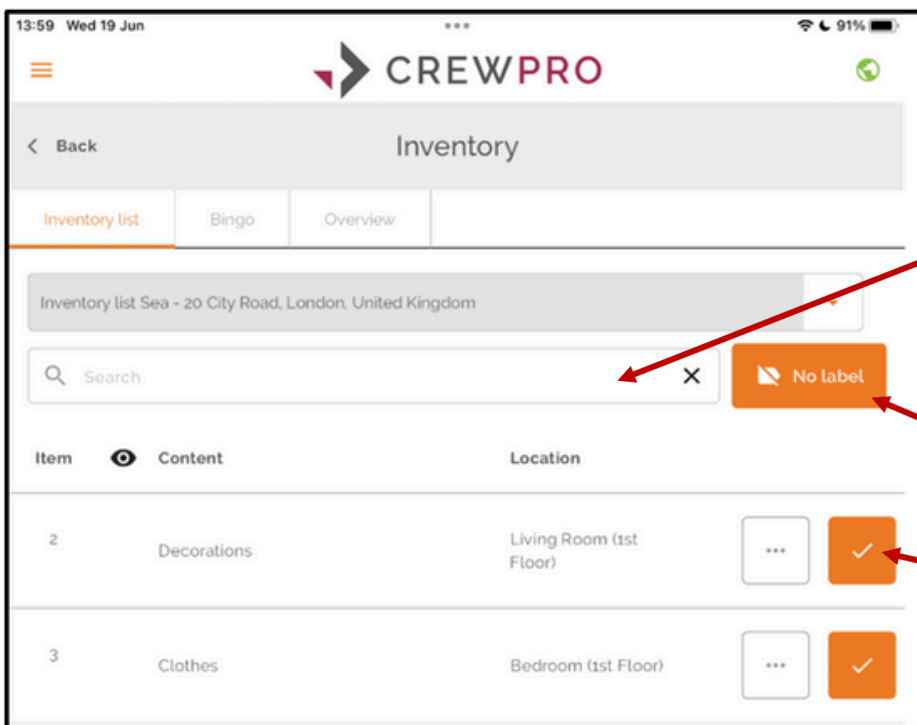 13:59 Wed 19 Jun 91%
CREWPRO
Back Inventory
Inventory list Bingo Overview
Inventory list Sea - 20 City Road, London, United Kingdom
Search No label
Item Content Location
2 Decorations Living Room (1st
Floor)
3 Clothes Bedroom (1st Floor)